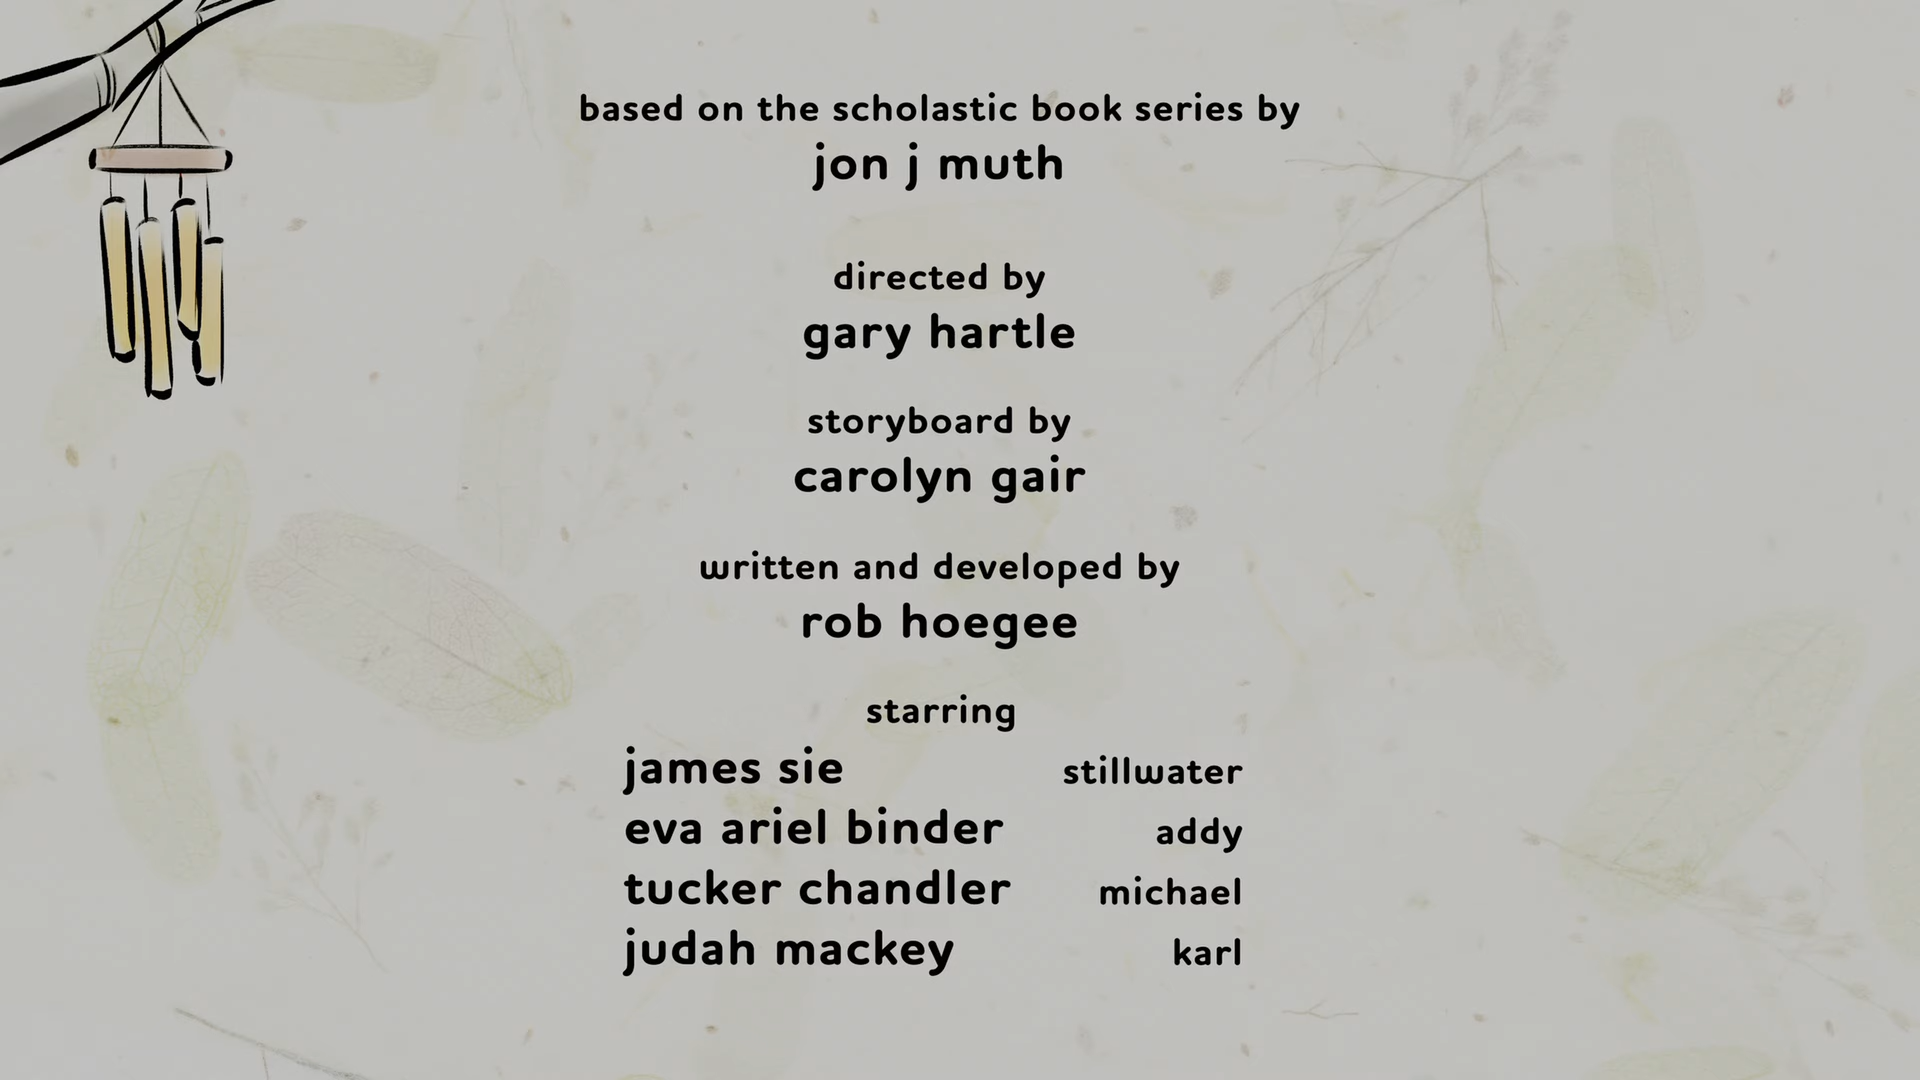 based on the scholastic book series by
jon j muth
directed by
gary hartle
storyboard by
carolyn gair
written and developed by
rob hoegee
starring
james sie stillwater
eva ariel binder addy
tucker chandler michael
judah mackey karl